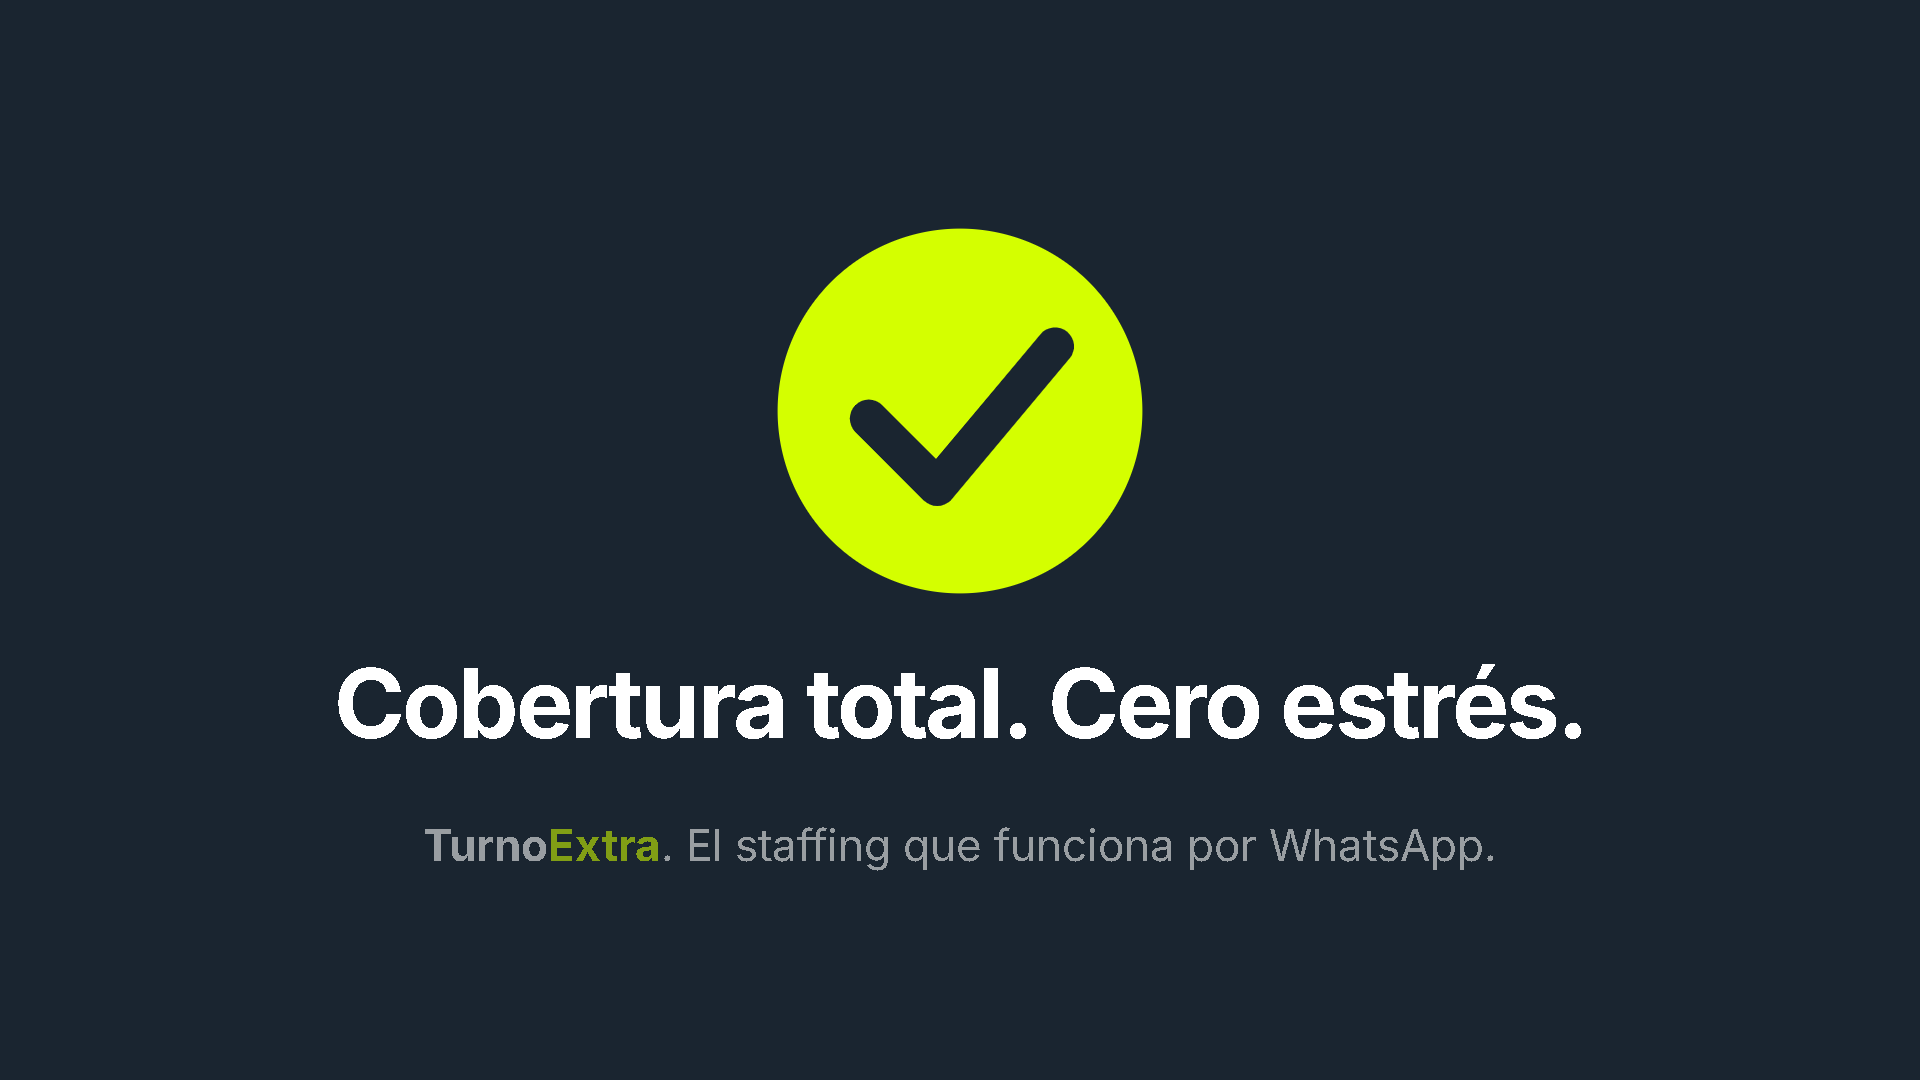 Cobertura total. Cero estrés.
TurnoExtra. El staffing que funciona por WhatsApp.